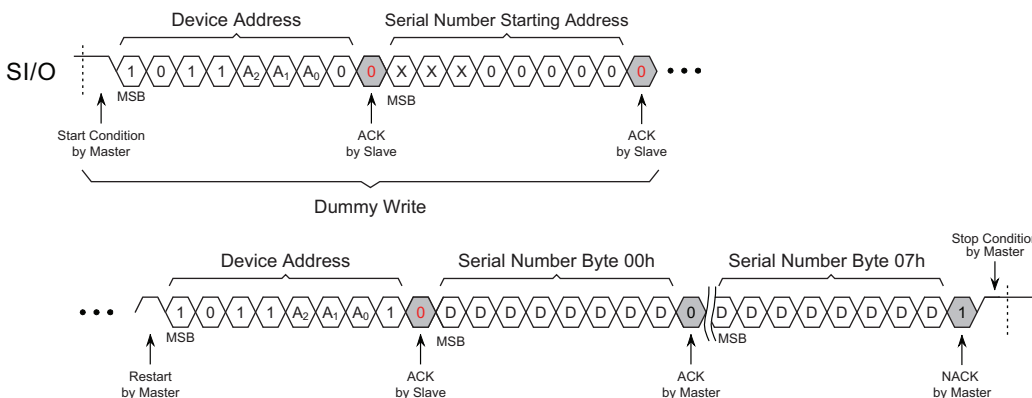 Device Address Serial Number Starting Address
SI/O 1 0 1 1 A2 A1 A0 0 0 X X X 0 0 0 0 0 0 •••
MSB MSB
Start Condition by Master
ACK by Slave
ACK by Slave
Dummy Write
Stop Condition by Master
Device Address Serial Number Byte 00h Serial Number Byte 07h
••• 1 0 1 1 A2 A1 A0 1 0 D D D D D D D D 0 D D D D D D D D 1
MSB MSB MSB
Restart by Master
ACK by Slave
ACK by Master
NACK by Master